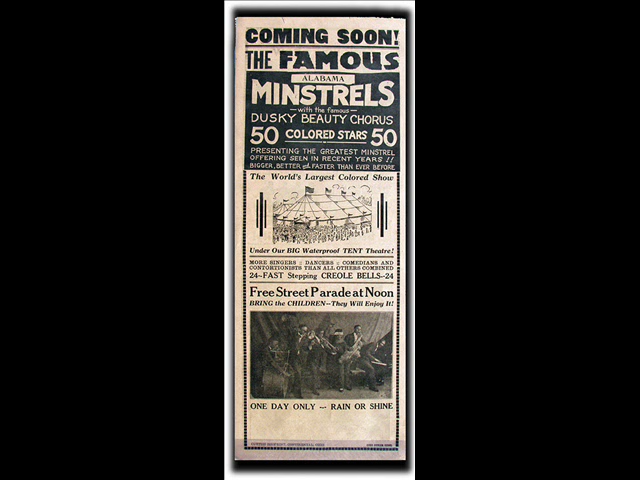 COMING SOON!
THE FAMOUS
ALABAMA
MINSTRELS
—with the famous—
DUSKY BEAUTY CHORUS
50 COLORED STARS 50
PRESENTING THE GREATEST MINSTREL
OFFERING SEEN IN RECENT YEARS !!
BIGGER, BETTER and FASTER THAN EVER BEFORE
The World's Largest Colored Show
Under Our BIG Waterproof TENT Theatre!
MORE SINGERS :: DANCERS :: COMEDIANS AND
CONTORTIONISTS THAN ALL OTHERS COMBINED
24—FAST Stepping CREOLE BELLS—24
Free Street Parade at Noon
BRING the CHILDREN—They Will Enjoy It!
ONE DAY ONLY — RAIN OR SHINE